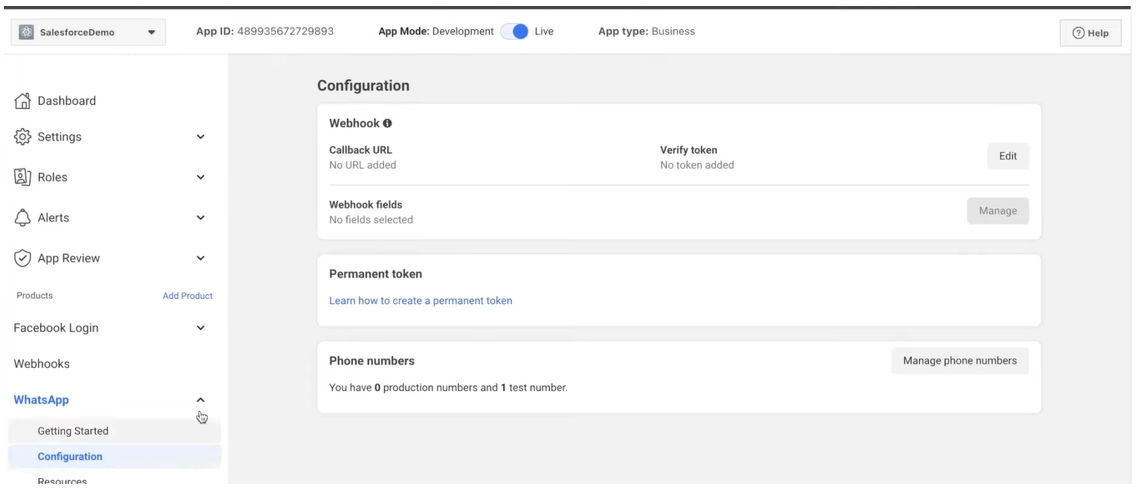 SalesforceDemo
App ID: 489935672729893
App Mode: Development Live
App type: Business
Help
Dashboard
Settings
Roles
Alerts
App Review
Products Add Product
Facebook Login
Webhooks
WhatsApp
Getting Started
Configuration
Resources
Configuration
Webhook
Callback URL
No URL added
Verify token
No token added
Edit
Webhook fields
No fields selected
Manage
Permanent token
Learn how to create a permanent token
Phone numbers
Manage phone numbers
You have 0 production numbers and 1 test number.